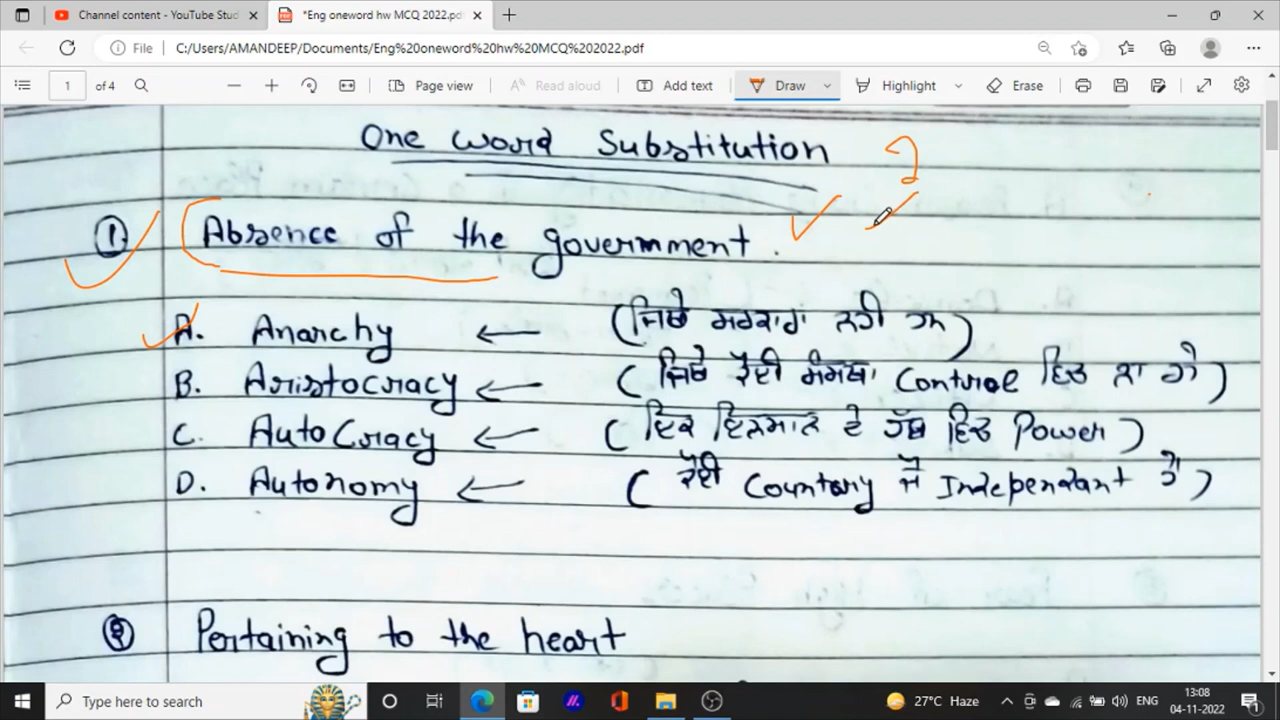 Channel content - YouTube Stud
*Eng oneword hw MCQ 2022.pdf
File C:/Users/AMANDEEP/Documents/Eng%20oneword%20hw%20MCQ%202022.pdf
1 of 4 Page view Read aloud Add text Draw Highlight Erase
One Word Substitution
① Absence of the government.
A. Anarchy ← (ਜਿਥੇ ਸਰਕਾਰਾਂ ਨਹੀ ਹਨ)
B. Aristocracy ← (ਜਿਥੇ ਕੋਈ ਸੰਸਥਾ Control ਵਿਚ ਨਾ ਹੋ)
C. AutoCracy ← (ਇਕ ਇਨਸਾਨ ਦੇ ਹੱਥ ਵਿਚ Power)
D. Autonomy ← (ਕੋਈ Country ਜੋ Independant ਹੈ)
② Pertaining to the heart
Type here to search
27°C Haze
ENG
13:08
04-11-2022